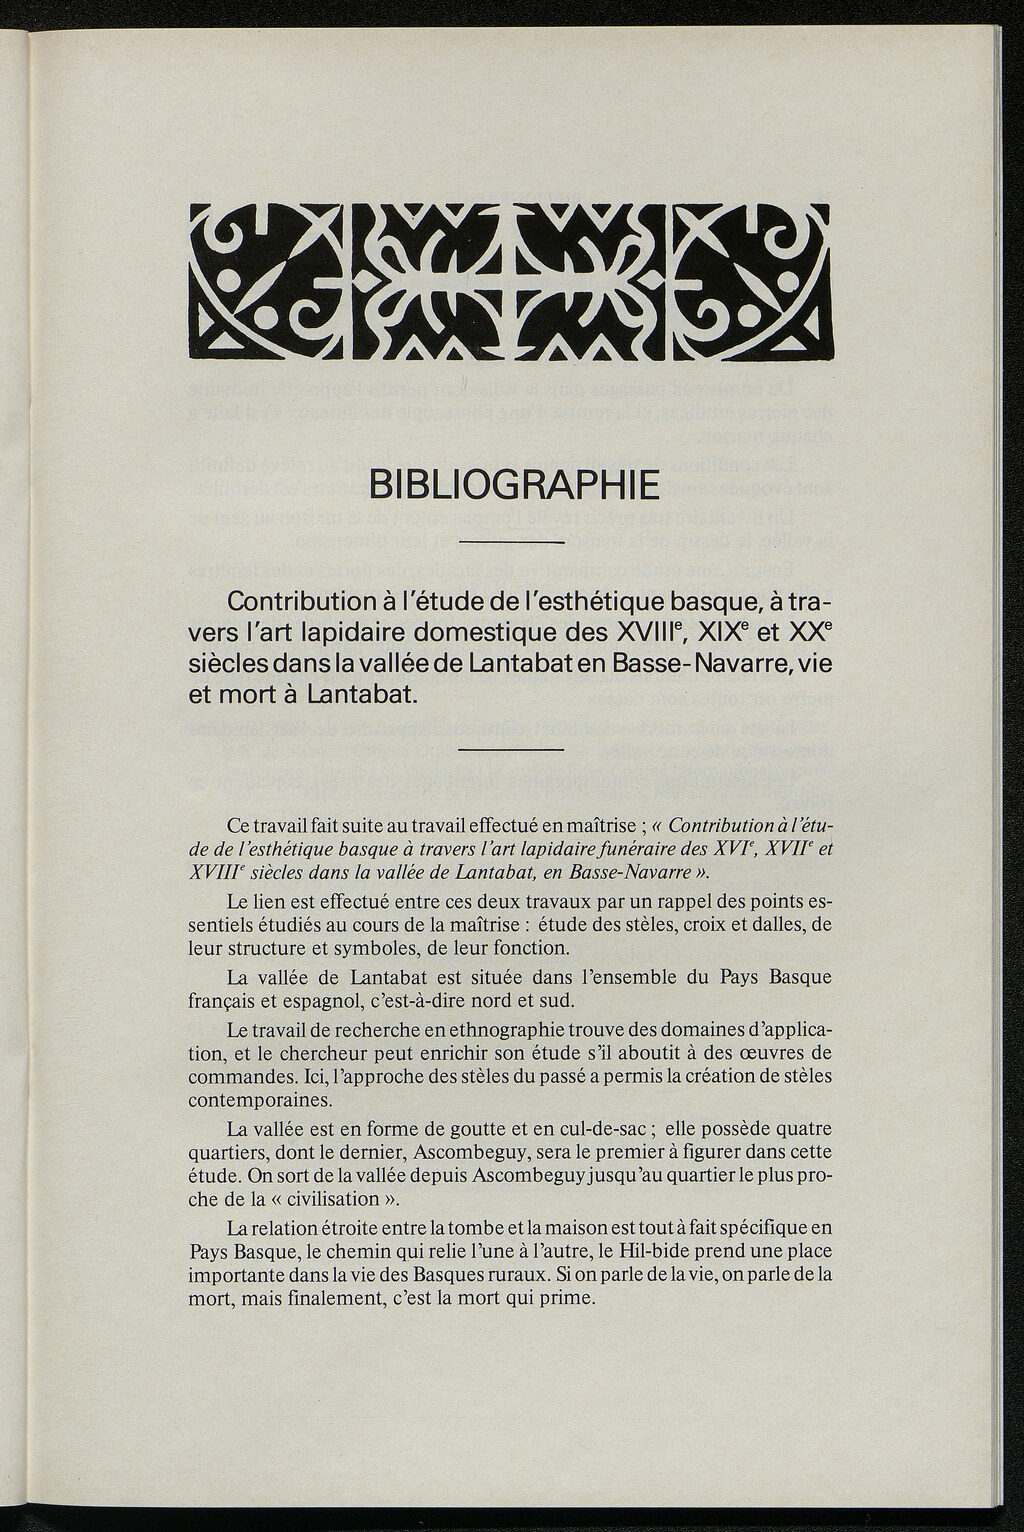 BIBLIOGRAPHIE
Contribution à l'étude de l'esthétique basque, à tra-
vers l'art lapidaire domestique des XVIIIe, XIXe et XXe
siècles dans la vallée de Lantabat en Basse-Navarre, vie
et mort à Lantabat.
Ce travail fait suite au travail effectué en maîtrise ; « Contribution à l'étu-
de de l'esthétique basque à travers l'art lapidaire funéraire des XVIe, XVIIe et
XVIIIe siècles dans la vallée de Lantabat, en Basse-Navarre ».
Le lien est effectué entre ces deux travaux par un rappel des points es-
sentiels étudiés au cours de la maîtrise : étude des stèles, croix et dalles, de
leur structure et symboles, de leur fonction.
La vallée de Lantabat est située dans l'ensemble du Pays Basque
français et espagnol, c'est-à-dire nord et sud.
Le travail de recherche en ethnographie trouve des domaines d'applica-
tion, et le chercheur peut enrichir son étude s'il aboutit à des œuvres de
commandes. Ici, l'approche des stèles du passé a permis la création de stèles
contemporaines.
La vallée est en forme de goutte et en cul-de-sac ; elle possède quatre
quartiers, dont le dernier, Ascombeguy, sera le premier à figurer dans cette
étude. On sort de la vallée depuis Ascombeguy jusqu'au quartier le plus pro-
che de la « civilisation ».
La relation étroite entre la tombe et la maison est tout à fait spécifique en
Pays Basque, le chemin qui relie l'une à l'autre, le Hil-bide prend une place
importante dans la vie des Basques ruraux. Si on parle de la vie, on parle de la
mort, mais finalement, c'est la mort qui prime.